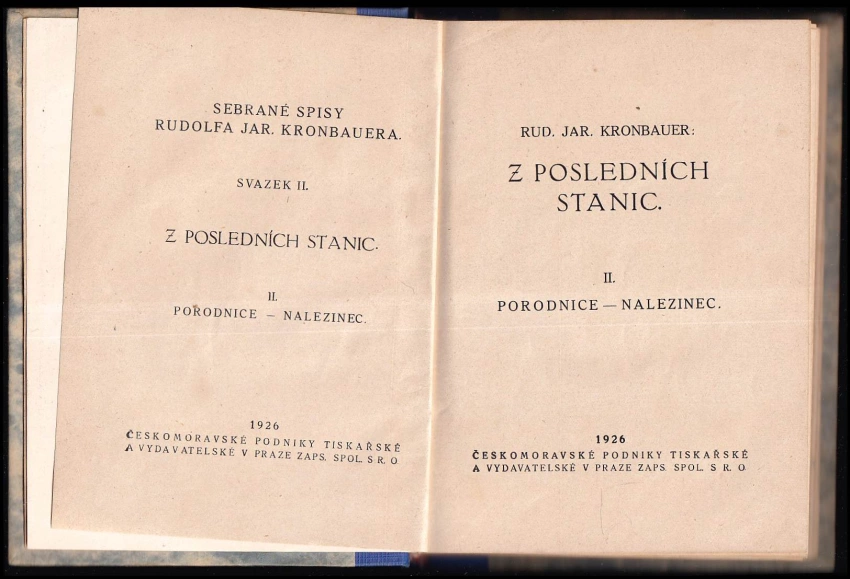 SEBRANÉ SPISY
RUDOLFA JAR. KRONBAUERA.
SVAZEK II.
Z POSLEDNÍCH STANIC.
II.
PORODNICE — NALEZINEC.
1926
ČESKOMORAVSKÉ PODNIKY TISKAŘSKÉ
A VYDAVATELSKÉ V PRAZE ZAPS. SPOL. S R. O
RUD. JAR. KRONBAUER:
Z POSLEDNÍCH
STANIC.
II.
PORODNICE — NALEZINEC.
1926
ČESKOMORAVSKÉ PODNIKY TISKAŘSKÉ
A VYDAVATELSKÉ V PRAZE ZAPS. SPOL. S R. O